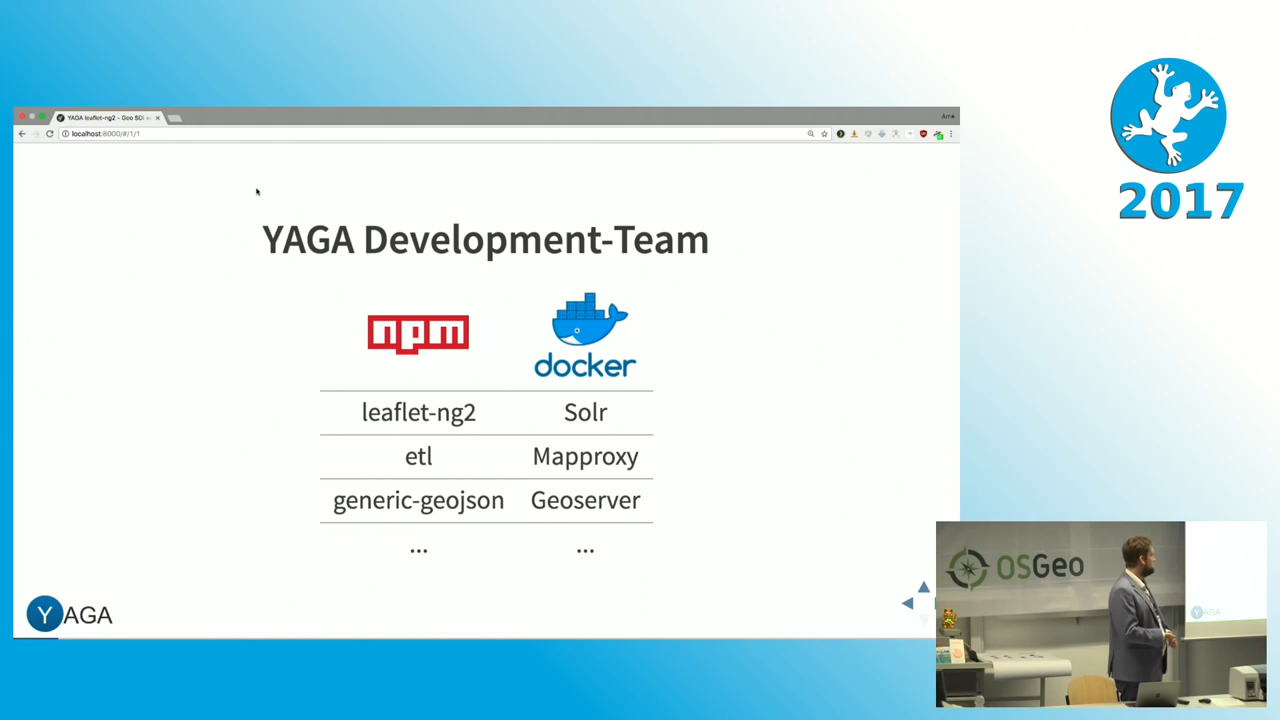 YAGA leaflet-ng2 - Geo SDI
localhost:8000/#/1/1
2017
YAGA Development-Team
npm
docker
leaflet-ng2 Solr
etl Mapproxy
generic-geojson Geoserver
... ...
YAGA
OSGeo
YAGA